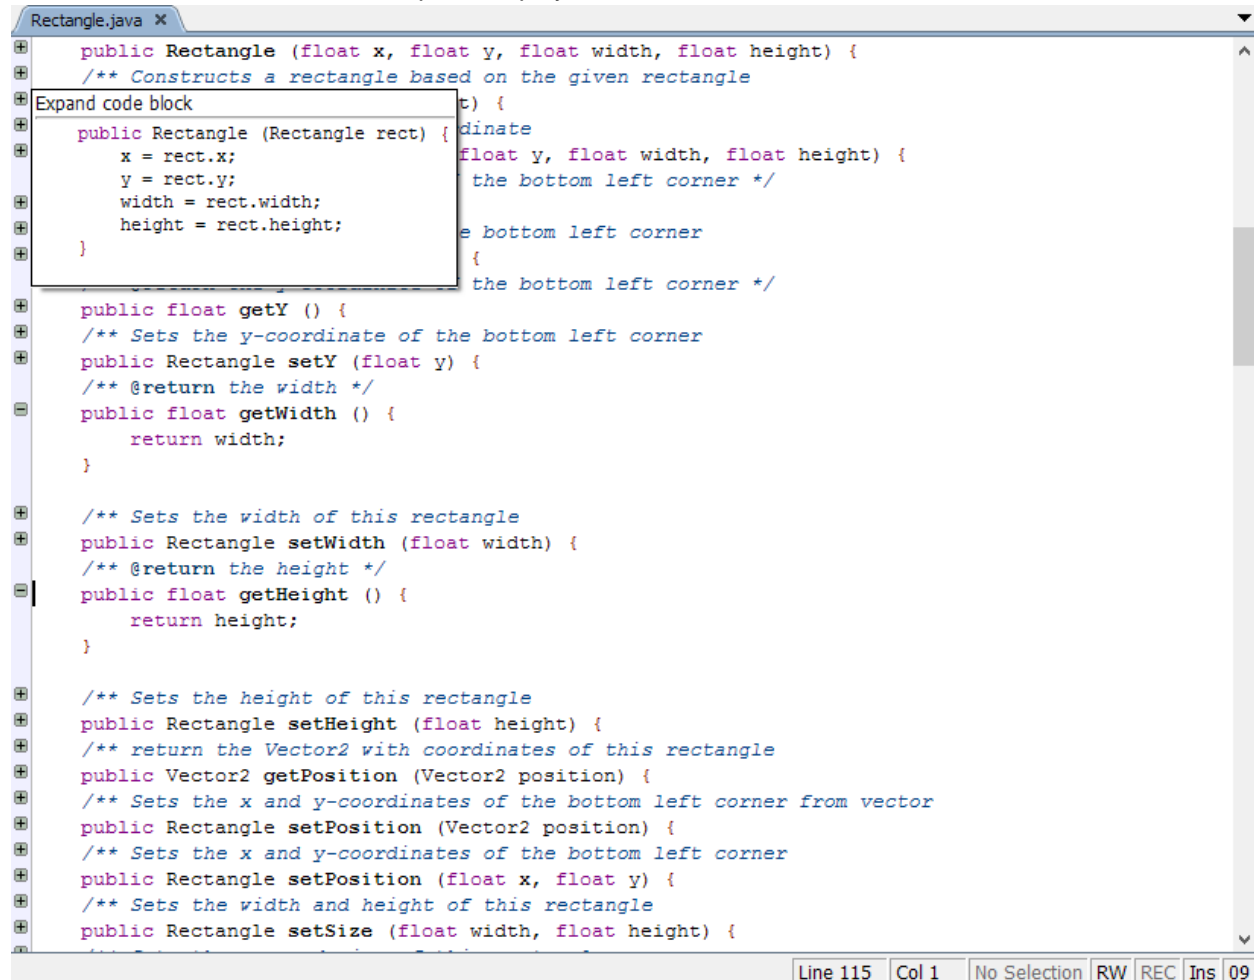 Rectangle.java ×
public Rectangle (float x, float y, float width, float height) {
/** Constructs a rectangle based on the given rectangle
Expand code block
public Rectangle (Rectangle rect) {
x = rect.x;
y = rect.y;
width = rect.width;
height = rect.height;
}
t) {
dinate
float y, float width, float height) {
the bottom left corner */
e bottom left corner
{
the bottom left corner */
public float getY () {
/** Sets the y-coordinate of the bottom left corner
public Rectangle setY (float y) {
/** @return the width */
public float getWidth () {
return width;
}
/** Sets the width of this rectangle
public Rectangle setWidth (float width) {
/** @return the height */
public float getHeight () {
return height;
}
/** Sets the height of this rectangle
public Rectangle setHeight (float height) {
/** return the Vector2 with coordinates of this rectangle
public Vector2 getPosition (Vector2 position) {
/** Sets the x and y-coordinates of the bottom left corner from vector
public Rectangle setPosition (Vector2 position) {
/** Sets the x and y-coordinates of the bottom left corner
public Rectangle setPosition (float x, float y) {
/** Sets the width and height of this rectangle
public Rectangle setSize (float width, float height) {
Line 115 Col 1 No Selection RW REC Ins 09